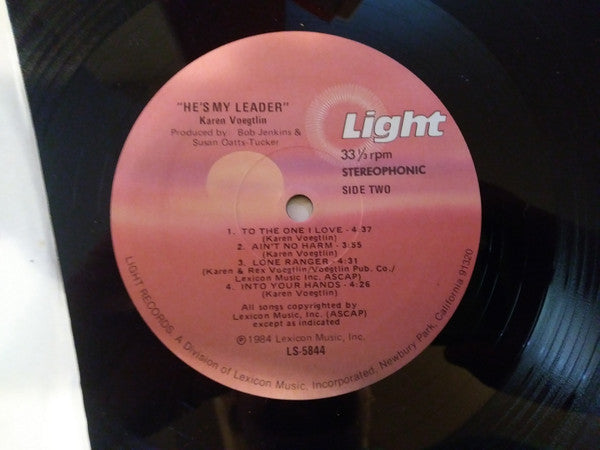 "HE'S MY LEADER"
Karen Voegtlin
Produced by: Bob Jenkins &
Susan Oatts-Tucker
Light
33⅓ rpm
STEREOPHONIC
SIDE TWO
1. TO THE ONE I LOVE - 4:37
(Karen Voegtlin)
2. AIN'T NO HARM - 3:55
(Karen Voegtlin)
3. LONE RANGER - 4:31
(Karen & Rex Voegtlin/Voegtlin Pub. Co./
Lexicon Music Inc. ASCAP)
4. INTO YOUR HANDS - 4:26
(Karen Voegtlin)
All songs copyrighted by
Lexicon Music, Inc. (ASCAP)
except as indicated
℗©1984 Lexicon Music, Inc.
LS-5844
LIGHT RECORDS, A Division of Lexicon Music, Incorporated, Newbury Park, California 91320